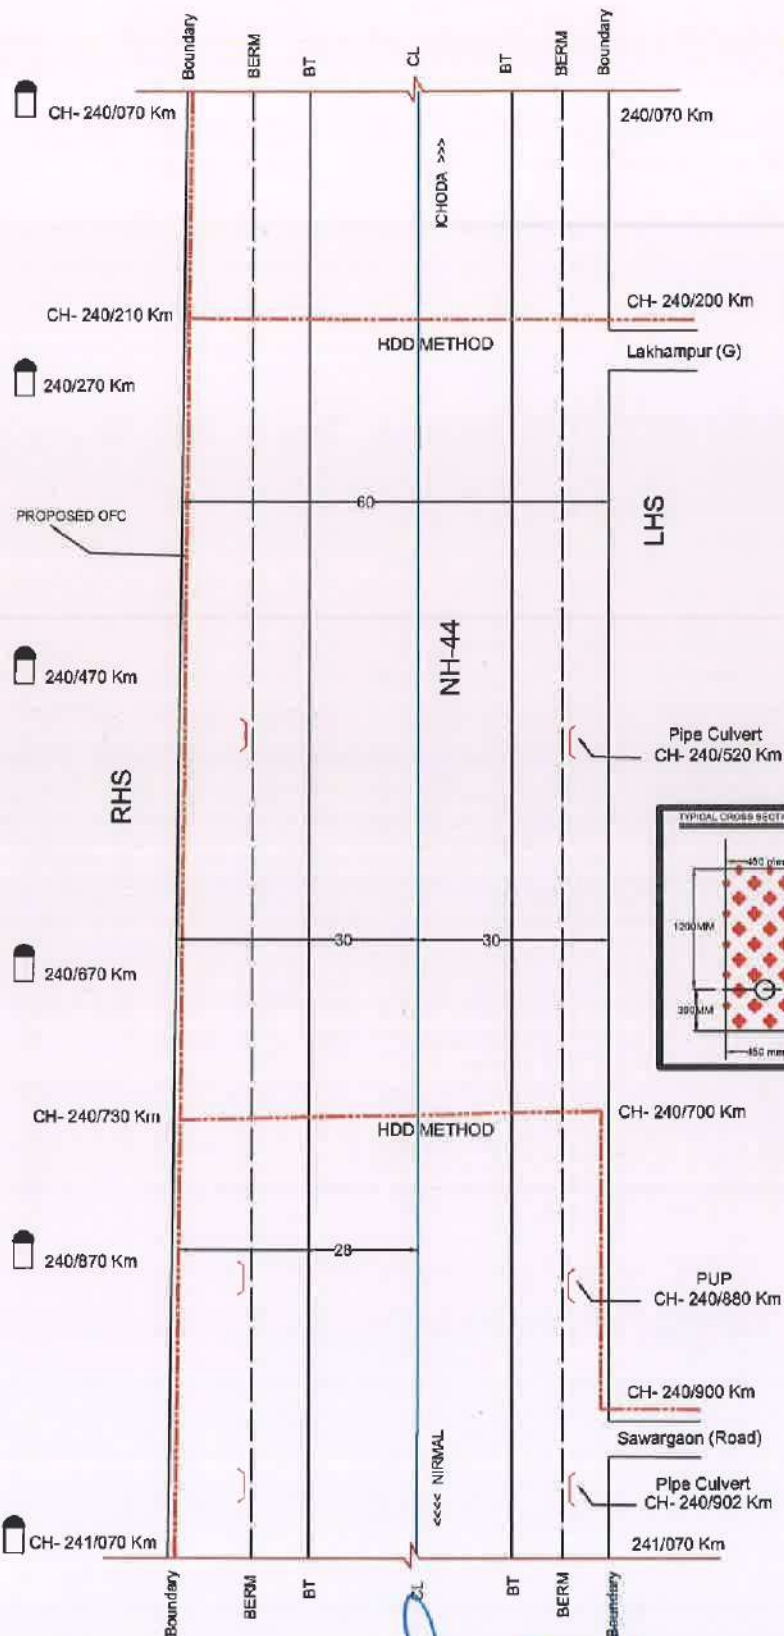 Boundary
BERM
BT
CL
BT
BERM
Boundary
CH- 240/070 Km
240/070 Km
ICHODA >>>
CH- 240/210 Km
CH- 240/200 Km
HDD METHOD
Lakhampur (G)
240/270 Km
60
PROPOSED OFC
LHS
NH-44
240/470 Km
Pipe Culvert
CH- 240/520 Km
RHS
TYPICAL CROSS
450
1200MM
300MM
450 mm
30
30
240/670 Km
CH- 240/730 Km
CH- 240/700 Km
HDD METHOD
28
240/870 Km
PUP
CH- 240/880 Km
CH- 240/900 Km
Sawargaon (Road)
<<<< NIRMAL
Pipe Culvert
CH- 240/902 Km
CH- 241/070 Km
241/070 Km
Boundary
BERM
BT
CL
BT
BERM
Boundary